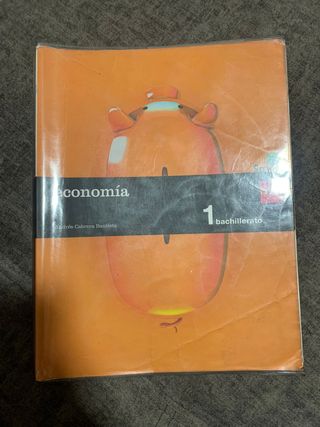 economía
Andrés Cabrera Bautista
1 bachillerato